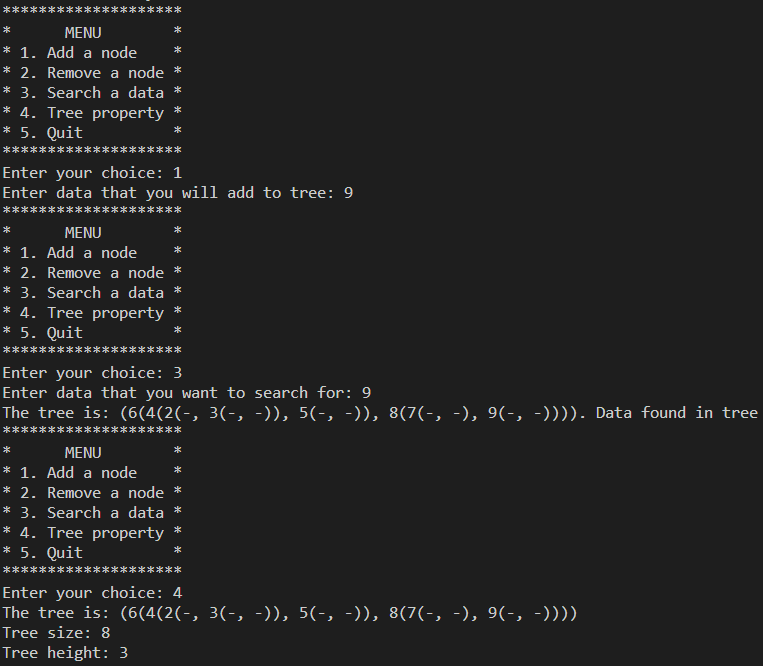 ********************
*      MENU        *
* 1. Add a node    *
* 2. Remove a node *
* 3. Search a data *
* 4. Tree property *
* 5. Quit          *
********************
Enter your choice: 1
Enter data that you will add to tree: 9
********************
*      MENU        *
* 1. Add a node    *
* 2. Remove a node *
* 3. Search a data *
* 4. Tree property *
* 5. Quit          *
********************
Enter your choice: 3
Enter data that you want to search for: 9
The tree is: (6(4(2(-, 3(-, -)), 5(-, -)), 8(7(-, -), 9(-, -)))). Data found in tree
********************
*      MENU        *
* 1. Add a node    *
* 2. Remove a node *
* 3. Search a data *
* 4. Tree property *
* 5. Quit          *
********************
Enter your choice: 4
The tree is: (6(4(2(-, 3(-, -)), 5(-, -)), 8(7(-, -), 9(-, -))))
Tree size: 8
Tree height: 3